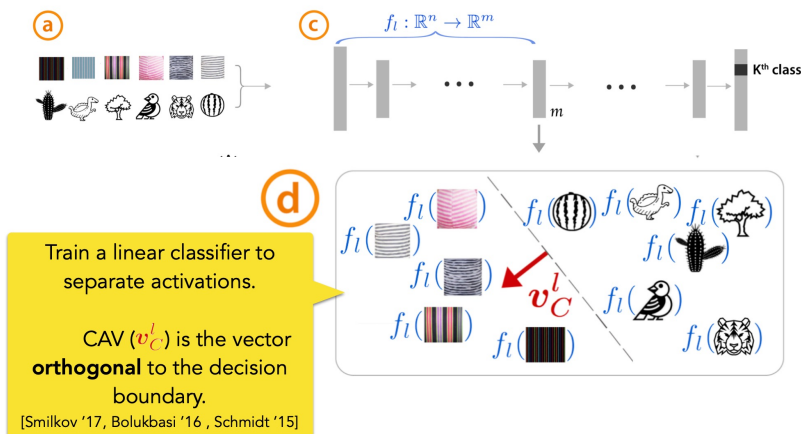 a
c
f_l : ℝ^n → ℝ^m
K^th class
m
d
f_l( )
f_l( )
f_l( )
f_l( )
f_l( )
f_l( )
f_l( )
f_l( )
f_l( )
f_l( )
f_l( )
v_C^l
Train a linear classifier to
separate activations.
CAV (v_C^l) is the vector
orthogonal to the decision
boundary.
[Smilkov '17, Bolukbasi '16 , Schmidt '15]